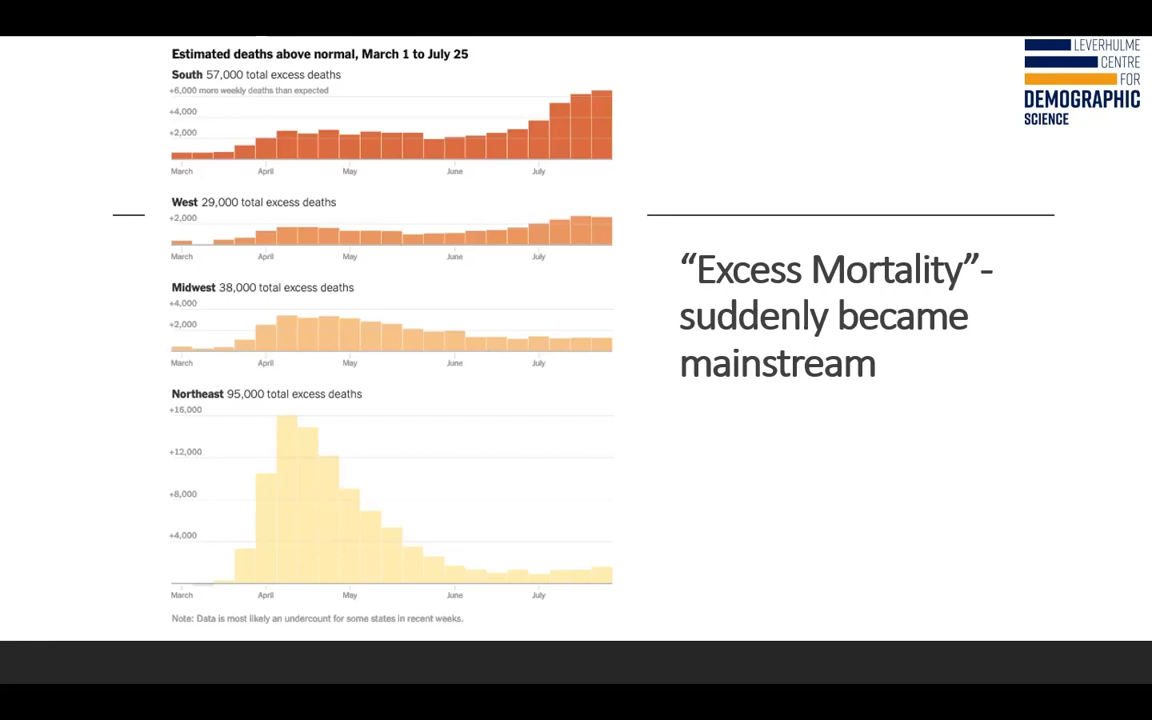 Estimated deaths above normal, March 1 to July 25
South 57,000 total excess deaths
+6,000 more weekly deaths than expected
+4,000
+2,000
March April May June July
West 29,000 total excess deaths
+2,000
March April May June July
Midwest 38,000 total excess deaths
+4,000
+2,000
March April May June July
Northeast 95,000 total excess deaths
+16,000
+12,000
+8,000
+4,000
March April May June July
Note: Data is most likely an undercount for some states in recent weeks.
LEVERHULME
CENTRE
FOR
DEMOGRAPHIC
SCIENCE
“Excess Mortality”-
suddenly became
mainstream